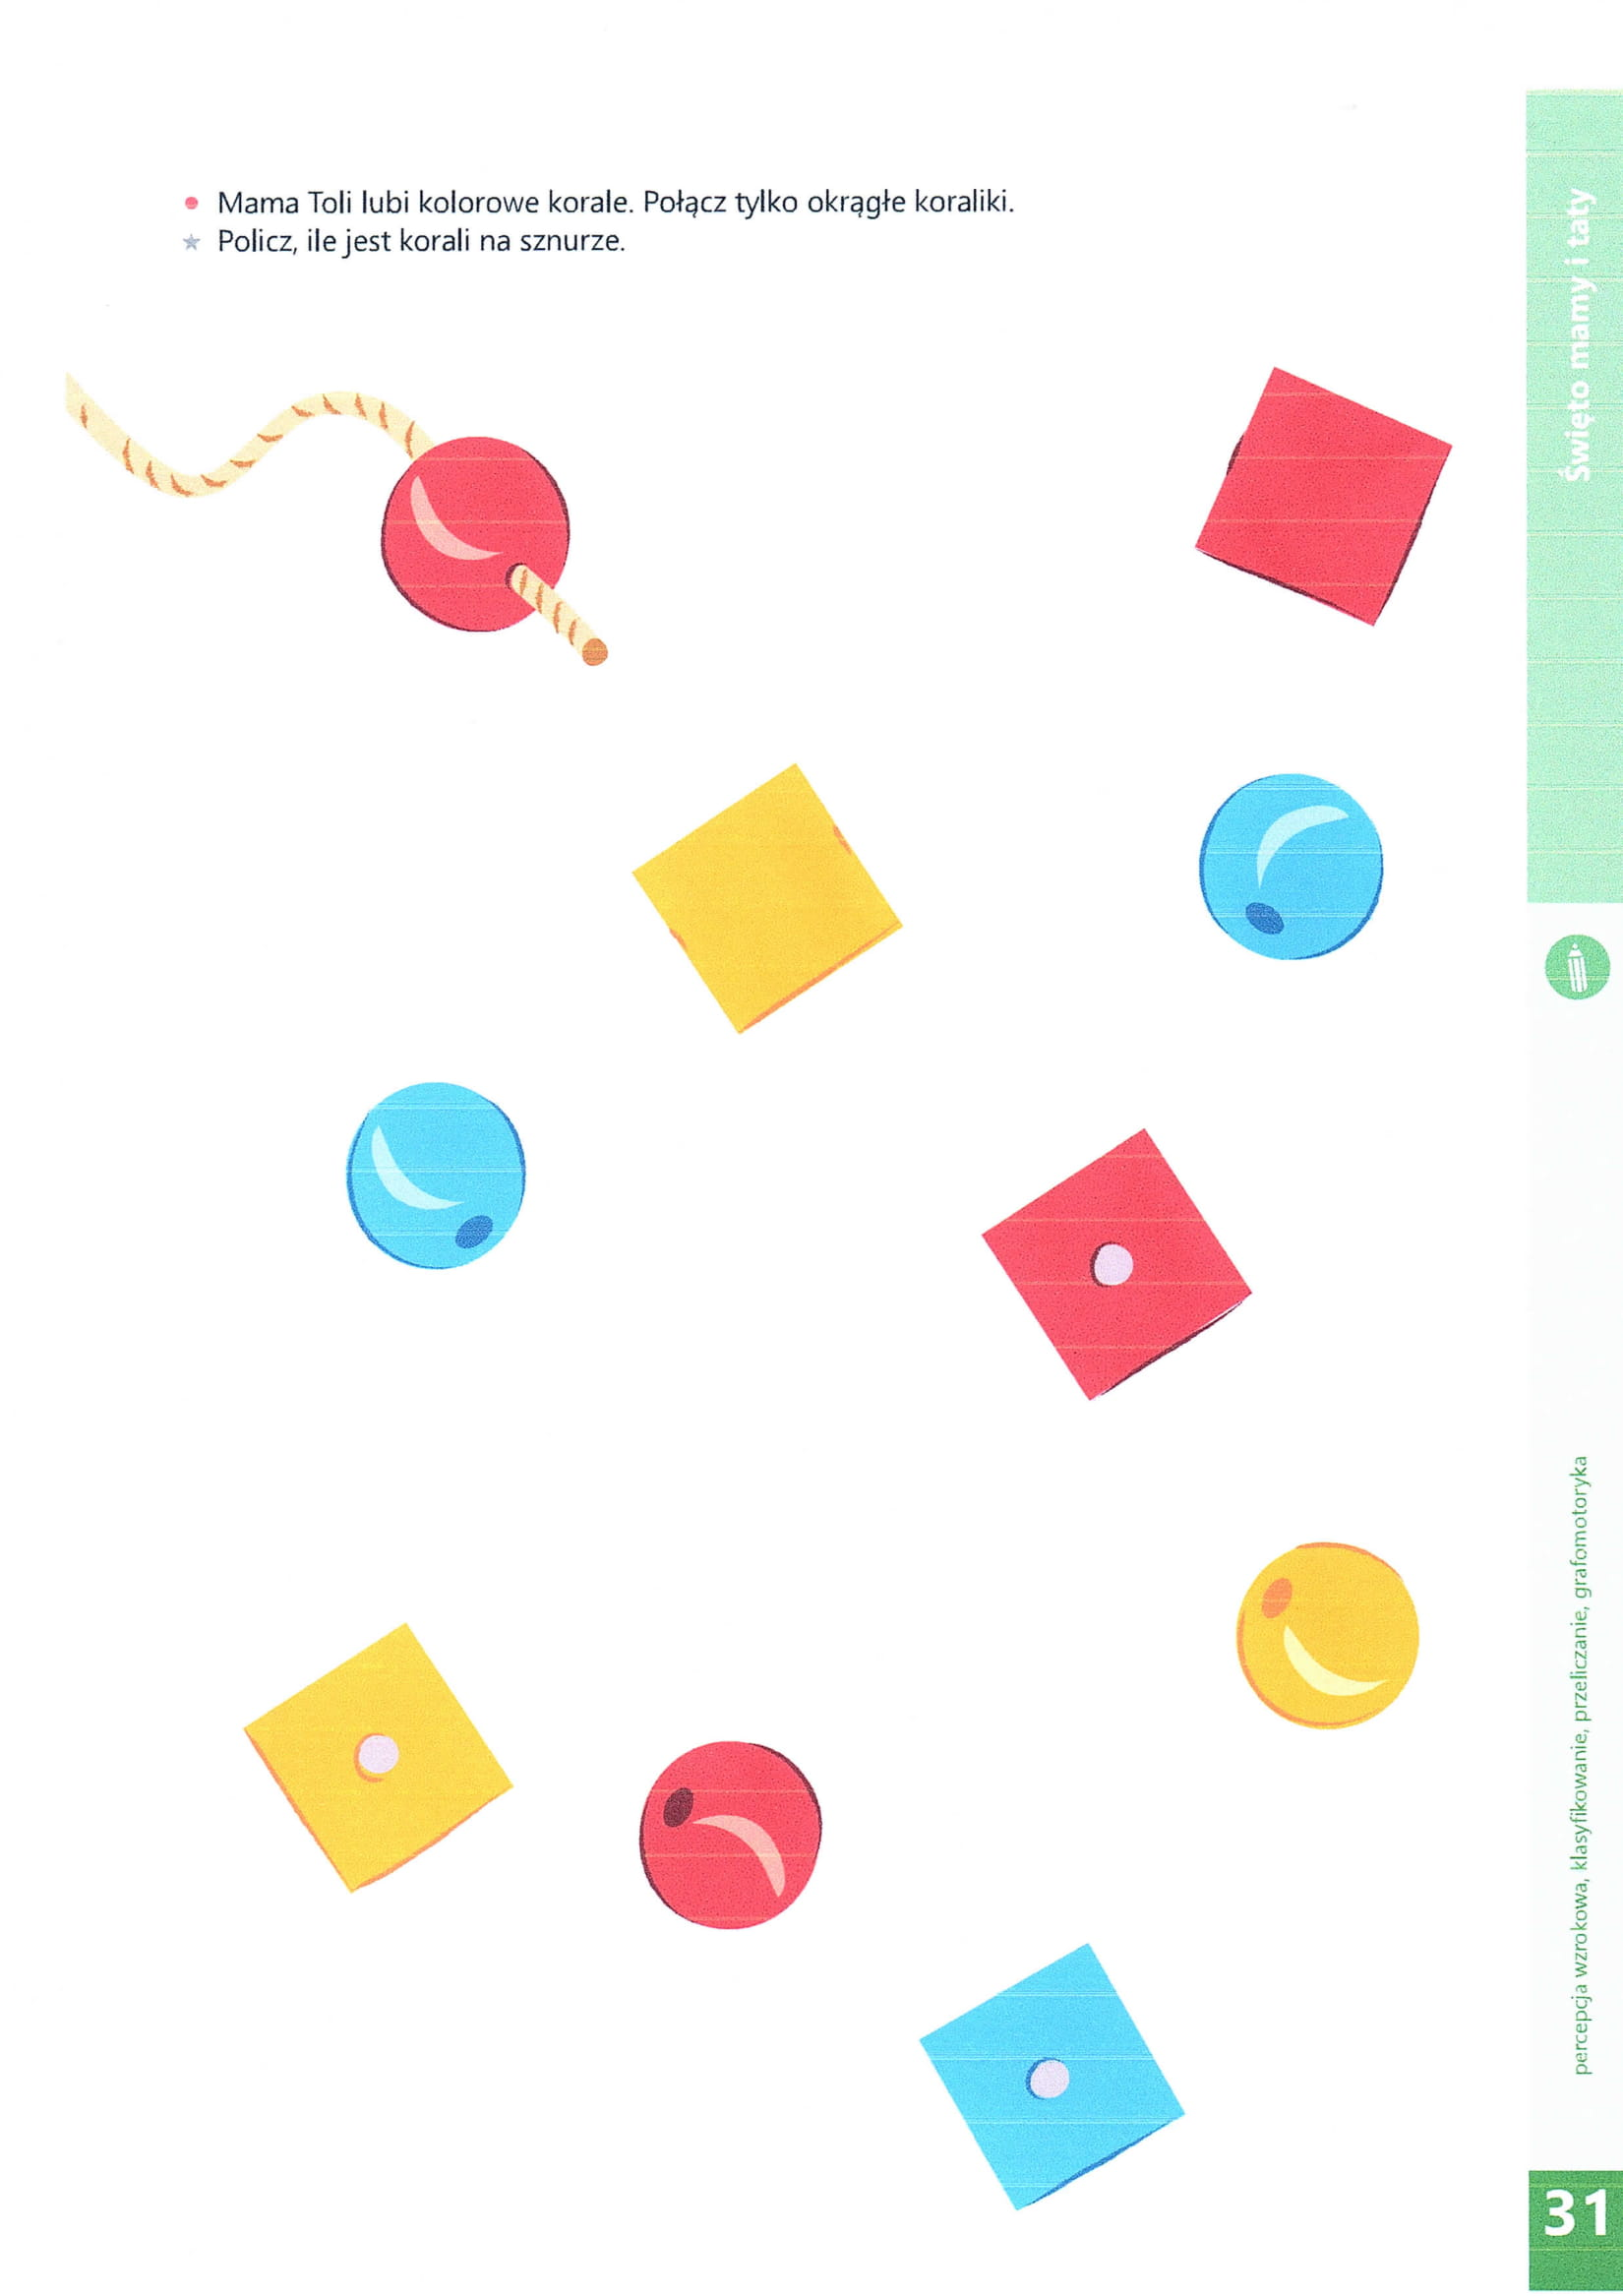 Mama Toli lubi kolorowe korale. Połącz tylko okrągłe koraliki.
Policz, ile jest korali na sznurze.
Święto mamy i taty
percepcja wzrokowa, klasyfikowanie, przeliczanie, grafomotoryka
31